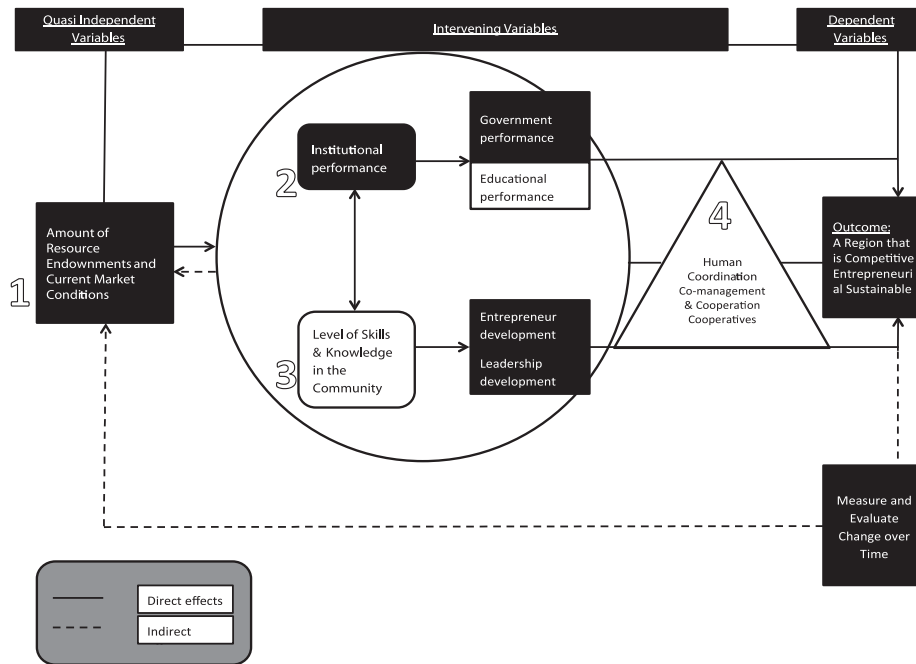 Quasi Independent
Variables
Intervening Variables
Dependent
Variables
Government
performance
Institutional
performance
2
Educational
performance
4
Amount of
Resource
Endownments and
Current Market
Conditions
1
Human
Coordination
Co-management
& Cooperation
Cooperatives
Outcome:
A Region that
is Competitive
Entrepreneuri
al Sustainable
Level of Skills
& Knowledge
in the
Community
3
Entrepreneur
development
Leadership
development
Measure and
Evaluate
Change over
Time
Direct effects
Indirect